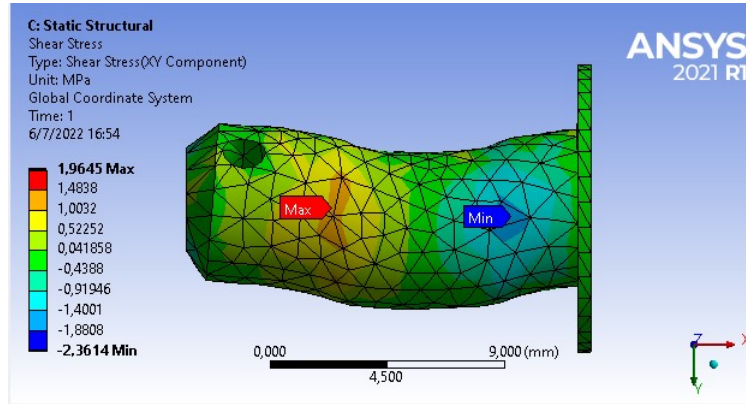 C: Static Structural
Shear Stress
Type: Shear Stress(XY Component)
Unit: MPa
Global Coordinate System
Time: 1
6/7/2022 16:54
ANSYS
2021 R1
1,9645 Max
1,4838
1,0032
0,52252
0,041858
-0,4388
-0,91946
-1,4001
-1,8808
-2,3614 Min
Max
Min
0,000
9,000 (mm)
4,500
Z
X
Y